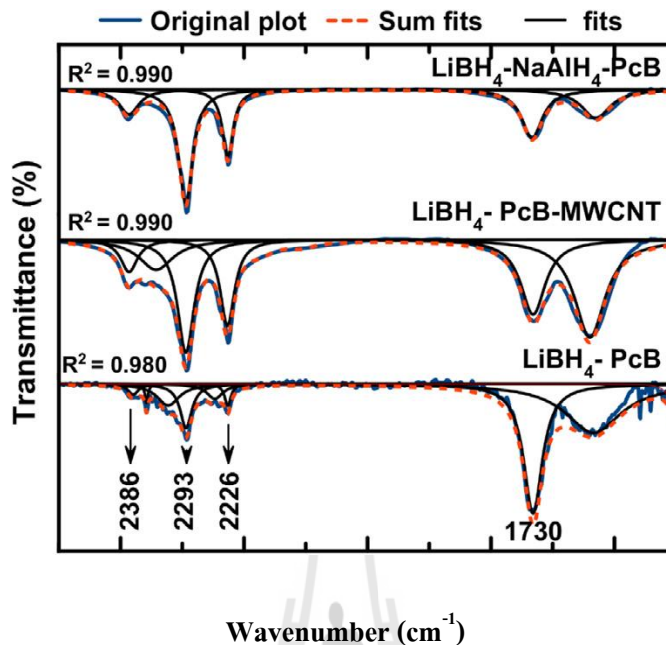 Original plot Sum fits fits
R² = 0.990 LiBH₄-NaAlH₄-PcB
R² = 0.990 LiBH₄- PcB-MWCNT
R² = 0.980 LiBH₄- PcB
Transmittance (%)
2386 2293 2226 1730
Wavenumber (cm⁻¹)